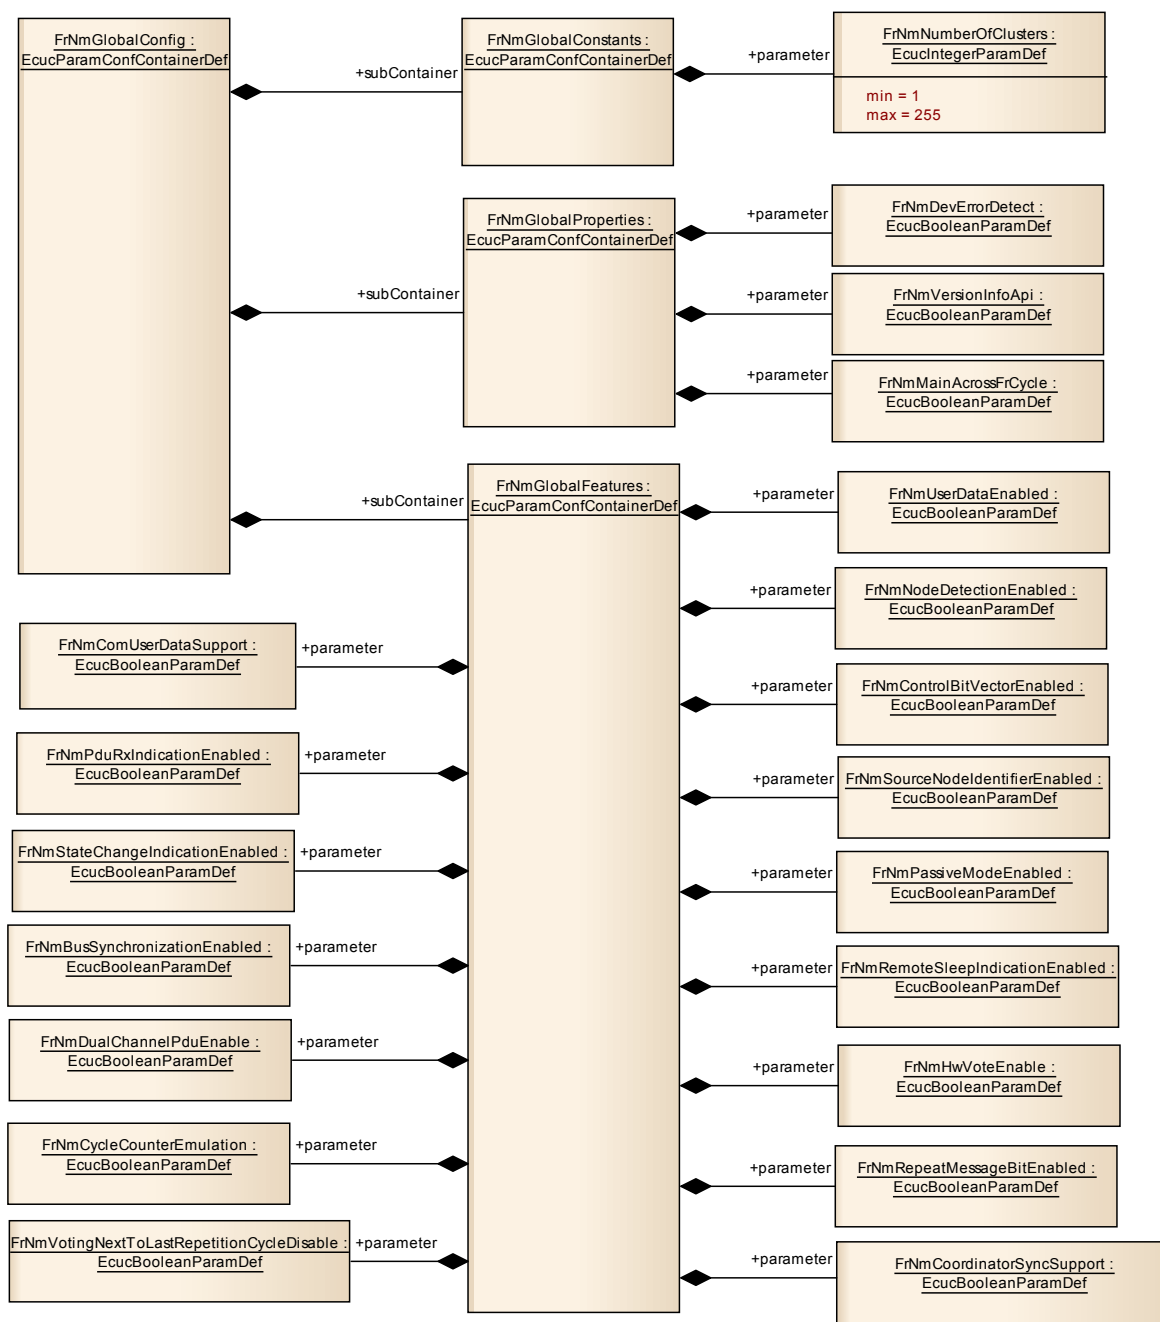 FrNmGlobalConfig :
EcucParamConfContainerDef
+subContainer
FrNmGlobalConstants :
EcucParamConfContainerDef
+parameter
FrNmNumberOfClusters :
EcucIntegerParamDef
min = 1
max = 255
+subContainer
FrNmGlobalProperties :
EcucParamConfContainerDef
+parameter
FrNmDevErrorDetect :
EcucBooleanParamDef
+parameter
FrNmVersionInfoApi :
EcucBooleanParamDef
+parameter
FrNmMainAcrossFrCycle :
EcucBooleanParamDef
+subContainer
FrNmGlobalFeatures :
EcucParamConfContainerDef
+parameter
FrNmUserDataEnabled :
EcucBooleanParamDef
+parameter
FrNmNodeDetectionEnabled :
EcucBooleanParamDef
FrNmComUserDataSupport :
EcucBooleanParamDef
+parameter
+parameter
FrNmControlBitVectorEnabled :
EcucBooleanParamDef
FrNmPduRxIndicationEnabled :
EcucBooleanParamDef
+parameter
+parameter
FrNmSourceNodeIdentifierEnabled :
EcucBooleanParamDef
FrNmStateChangeIndicationEnabled :
EcucBooleanParamDef
+parameter
+parameter
FrNmPassiveModeEnabled :
EcucBooleanParamDef
FrNmBusSynchronizationEnabled :
EcucBooleanParamDef
+parameter
+parameter
FrNmRemoteSleepIndicationEnabled :
EcucBooleanParamDef
FrNmDualChannelPduEnable :
EcucBooleanParamDef
+parameter
+parameter
FrNmHwVoteEnable :
EcucBooleanParamDef
FrNmCycleCounterEmulation :
EcucBooleanParamDef
+parameter
+parameter
FrNmRepeatMessageBitEnabled :
EcucBooleanParamDef
FrNmVotingNextToLastRepetitionCycleDisable :
EcucBooleanParamDef
+parameter
+parameter
FrNmCoordinatorSyncSupport :
EcucBooleanParamDef